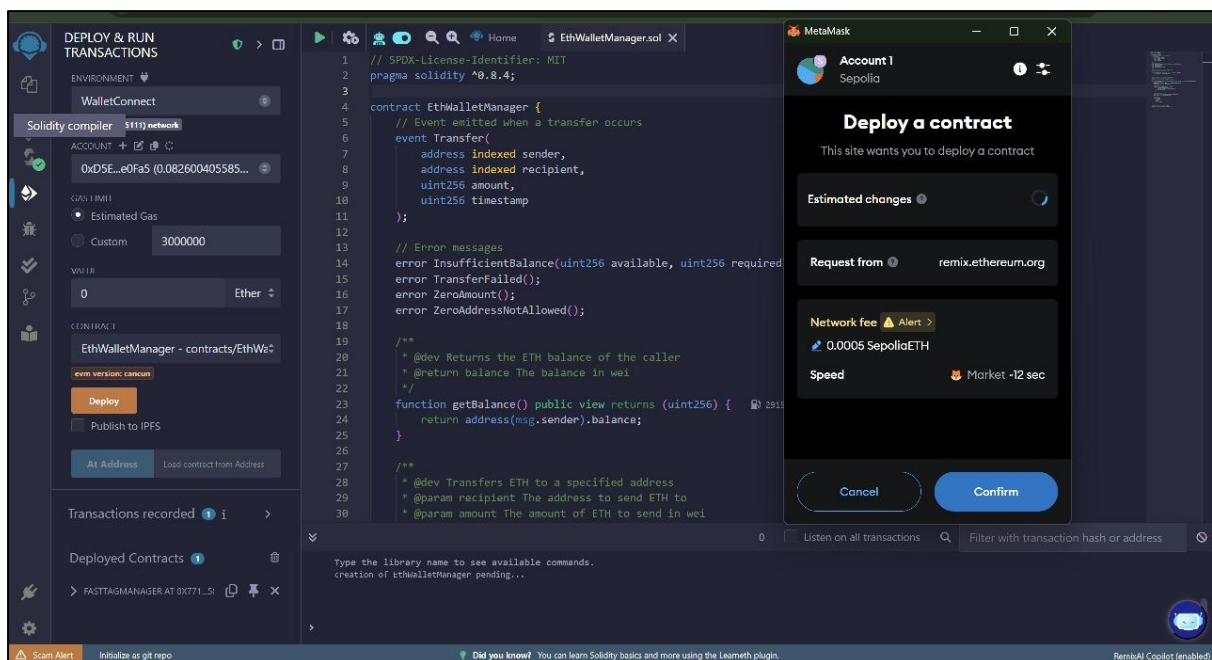 DEPLOY & RUN
TRANSACTIONS
ENVIRONMENT
WalletConnect
Solidity compiler
5111) network
ACCOUNT
0xD5E...e0Fa5 (0.082600405585...
GAS LIMIT
Estimated Gas
Custom 3000000
VALUE
0 Ether
CONTRACT
EthWalletManager - contracts/EthWa
evm version: cancun
Deploy
Publish to IPFS
At Address Load contract from Address
Transactions recorded 1 i
Deployed Contracts 1
FASTTAGMANAGER AT 0X771...5
Scam Alert Initialize as git repo
Home EthWalletManager.sol
1 // SPDX-License-Identifier: MIT
2 pragma solidity ^0.8.4;
3
4 contract EthWalletManager {
5 // Event emitted when a transfer occurs
6 event Transfer(
7 address indexed sender,
8 address indexed recipient,
9 uint256 amount,
10 uint256 timestamp
11 );
12
13 // Error messages
14 error InsufficientBalance(uint256 available, uint256 required
15 error TransferFailed();
16 error ZeroAmount();
17 error ZeroAddressNotAllowed();
18
19 /**
20 * @dev Returns the ETH balance of the caller
21 * @return balance The balance in wei
22 */
23 function getBalance() public view returns (uint256) { 2915
24 return address(msg.sender).balance;
25 }
26
27 /**
28 * @dev Transfers ETH to a specified address
29 * @param recipient The address to send ETH to
30 * @param amount The amount of ETH to send in wei
0 Listen on all transactions Filter with transaction hash or address
Type the library name to see available commands.
creation of EthWalletManager pending...
>
Did you know? You can learn Solidity basics and more using the Learneth plugin.
RemixAI Copilot (enabled)
MetaMask
Account 1
Sepolia
Deploy a contract
This site wants you to deploy a contract
Estimated changes
Request from remix.ethereum.org
Network fee Alert >
0.0005 SepoliaETH
Speed Market ~12 sec
Cancel Confirm